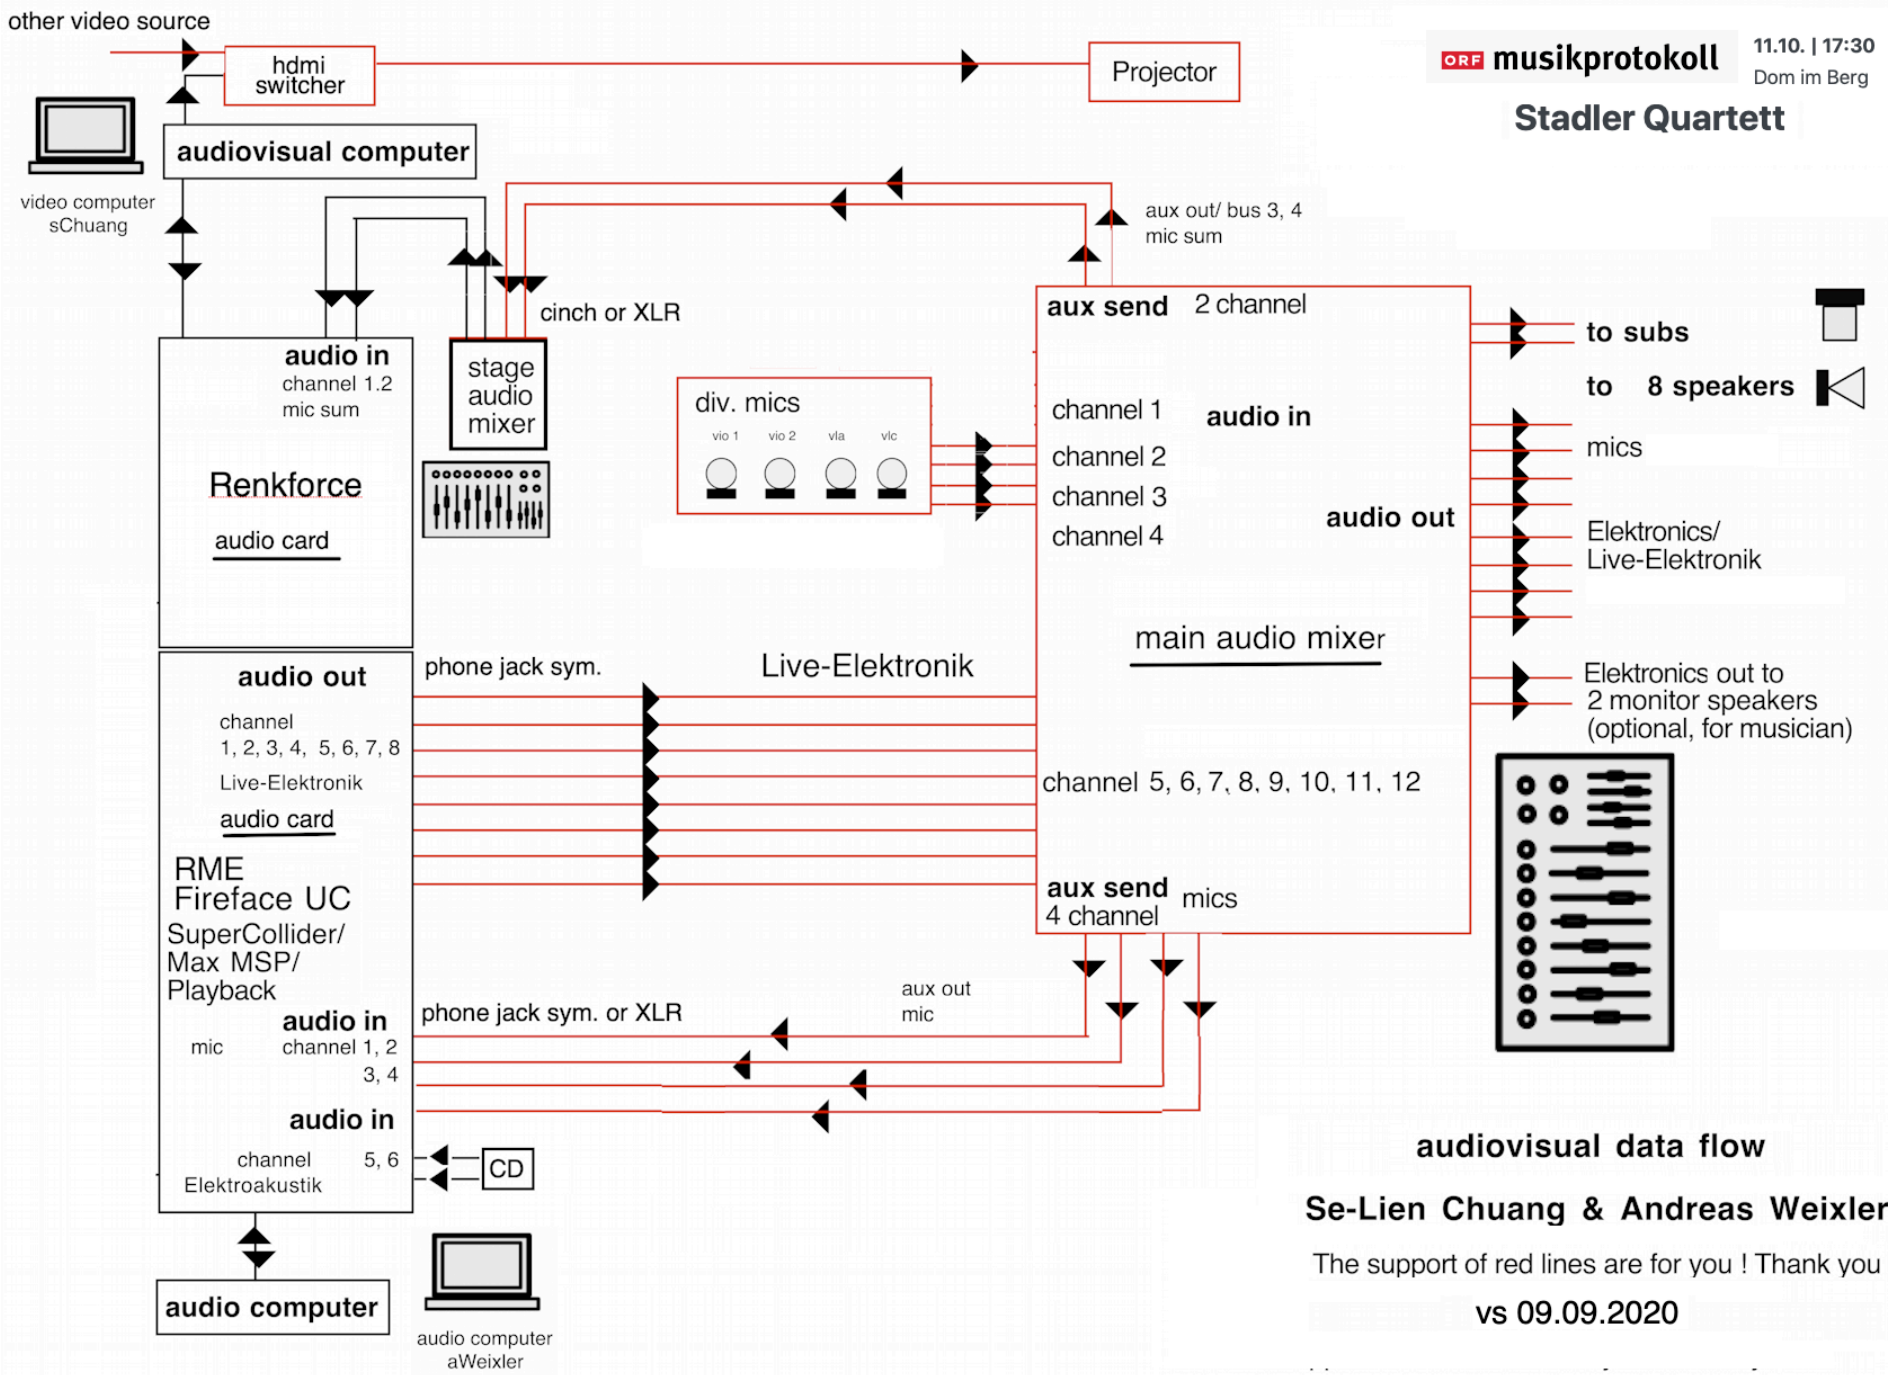 other video source
hdmi
switcher
Projector
ORF musikprotokoll
11.10. | 17:30
Dom im Berg
Stadler Quartett
audiovisual computer
video computer
sChuang
aux out/ bus 3, 4
mic sum
cinch or XLR
aux send 2 channel
to subs
to 8 speakers
audio in
channel 1.2
mic sum
stage
audio
mixer
Renkforce
audio card
div. mics
vio 1 vio 2 vla vlc
channel 1
audio in
channel 2
channel 3
channel 4
audio out
mics
Elektronics/
Live-Elektronik
main audio mixer
Elektronics out to
2 monitor speakers
(optional, for musician)
audio out
phone jack sym.
Live-Elektronik
channel
1, 2, 3, 4, 5, 6, 7, 8
Live-Elektronik
audio card
channel 5, 6, 7, 8, 9, 10, 11, 12
RME
Fireface UC
SuperCollider/
Max MSP/
Playback
aux send mics
4 channel
aux out
mic
audio in
phone jack sym. or XLR
mic channel 1, 2
3, 4
audio in
channel 5, 6
Elektroakustik
CD
audio computer
audio computer
aWeixler
audiovisual data flow
Se-Lien Chuang & Andreas Weixler
The support of red lines are for you ! Thank you
vs 09.09.2020